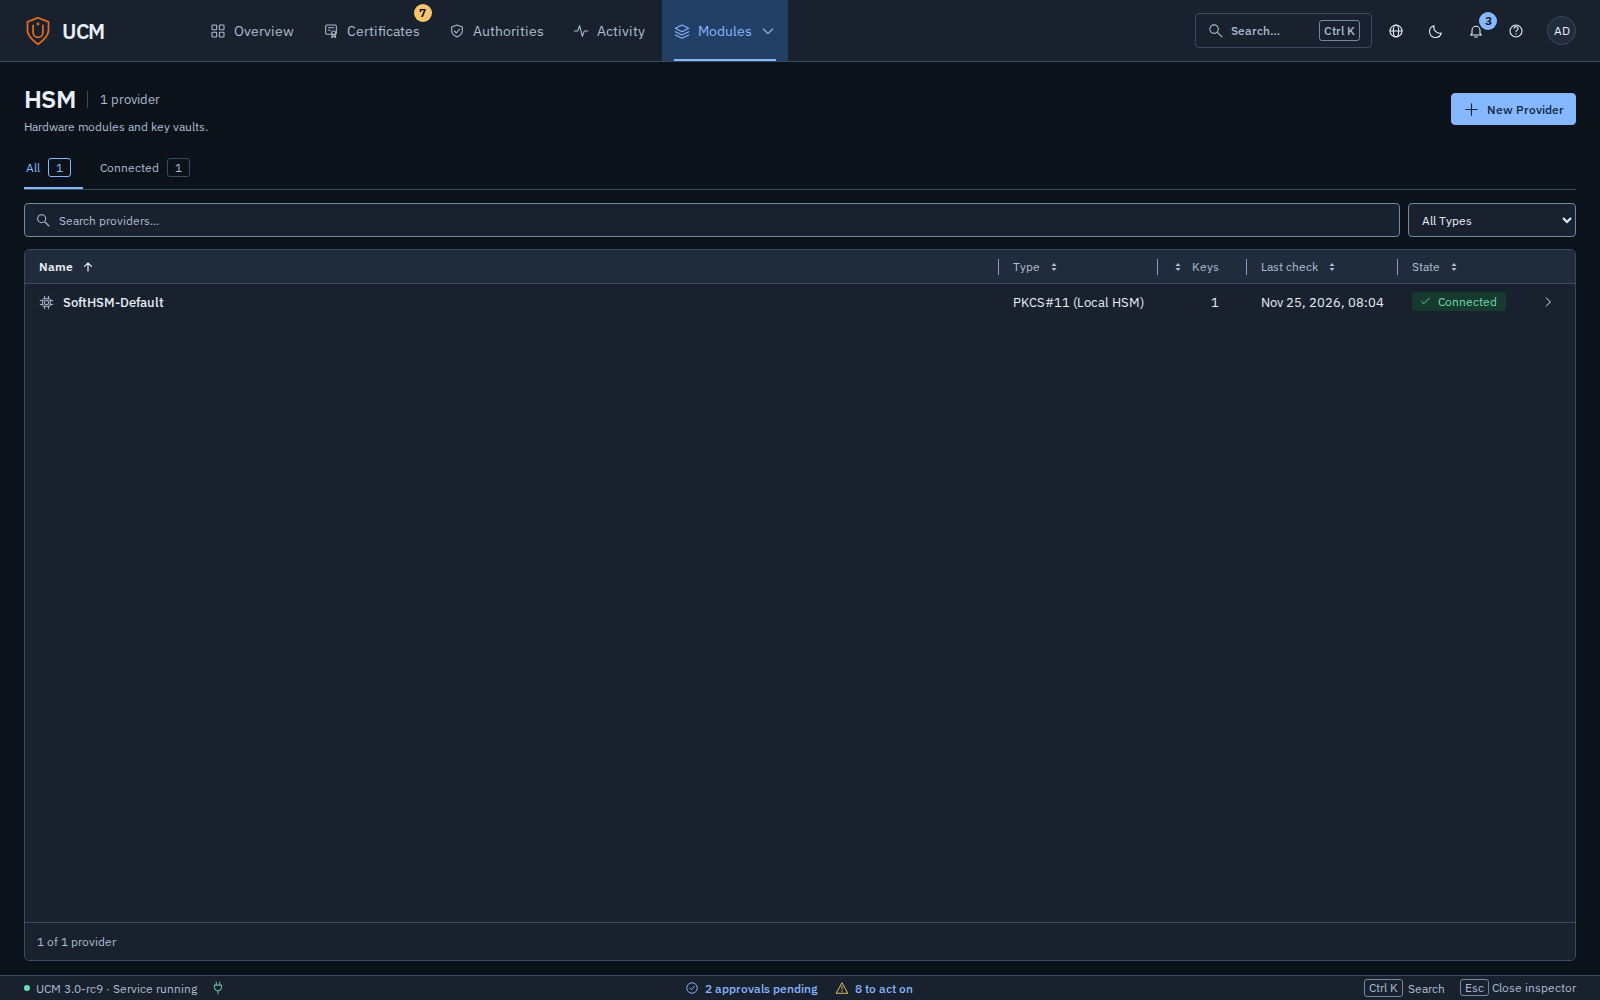 UCM
Overview
Certificates
7
Authorities
Activity
Modules
Search...
Ctrl K
3
AD
HSM
1 provider
Hardware modules and key vaults.
New Provider
All 1
Connected 1
Search providers...
All Types
Name
Type
Keys
Last check
State
SoftHSM-Default
PKCS#11 (Local HSM)
1
Nov 25, 2026, 08:04
Connected
1 of 1 provider
UCM 3.0-rc9 · Service running
2 approvals pending
8 to act on
Ctrl K Search
Esc Close inspector